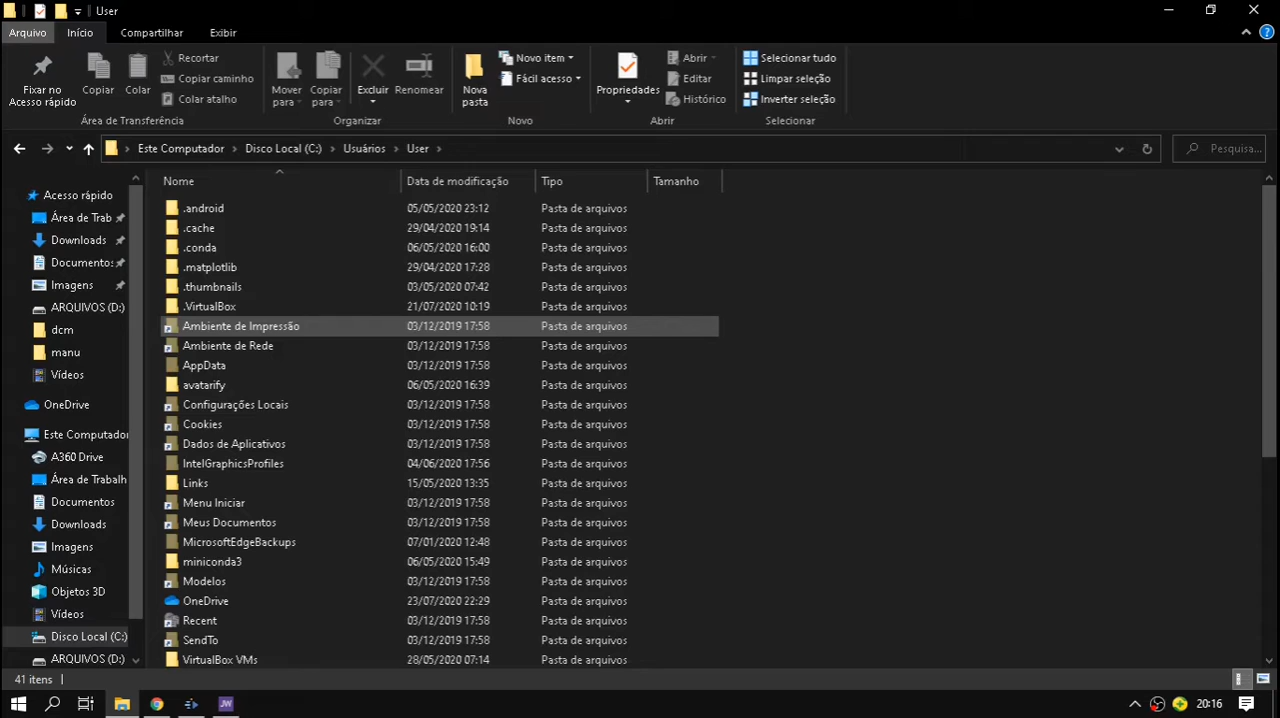 User
Arquivo Início Compartilhar Exibir
Fixar no Acesso rápido
Copiar
Colar
Recortar
Copiar caminho
Colar atalho
Área de Transferência
Mover para
Copiar para
Excluir
Renomear
Organizar
Nova pasta
Novo item
Fácil acesso
Novo
Propriedades
Abrir
Editar
Histórico
Abrir
Selecionar tudo
Limpar seleção
Inverter seleção
Selecionar
Este Computador > Disco Local (C:) > Usuários > User >
Pesquisa...
Acesso rápido
Área de Trab
Downloads
Documento:
Imagens
ARQUIVOS (D:)
dcm
manu
Vídeos
OneDrive
Este Computador
A360 Drive
Área de Trabalh
Documentos
Downloads
Imagens
Músicas
Objetos 3D
Vídeos
Disco Local (C:)
ARQUIVOS (D:)
Nome Data de modificação Tipo Tamanho
.android 05/05/2020 23:12 Pasta de arquivos
.cache 29/04/2020 19:14 Pasta de arquivos
.conda 06/05/2020 16:00 Pasta de arquivos
.matplotlib 29/04/2020 17:28 Pasta de arquivos
.thumbnails 03/05/2020 07:42 Pasta de arquivos
.VirtualBox 21/07/2020 10:19 Pasta de arquivos
Ambiente de Impressão 03/12/2019 17:58 Pasta de arquivos
Ambiente de Rede 03/12/2019 17:58 Pasta de arquivos
AppData 03/12/2019 17:58 Pasta de arquivos
avatarify 06/05/2020 16:39 Pasta de arquivos
Configurações Locais 03/12/2019 17:58 Pasta de arquivos
Cookies 03/12/2019 17:58 Pasta de arquivos
Dados de Aplicativos 03/12/2019 17:58 Pasta de arquivos
IntelGraphicsProfiles 04/06/2020 17:56 Pasta de arquivos
Links 15/05/2020 13:35 Pasta de arquivos
Menu Iniciar 03/12/2019 17:58 Pasta de arquivos
Meus Documentos 03/12/2019 17:58 Pasta de arquivos
MicrosoftEdgeBackups 07/01/2020 12:48 Pasta de arquivos
miniconda3 06/05/2020 15:49 Pasta de arquivos
Modelos 03/12/2019 17:58 Pasta de arquivos
OneDrive 23/07/2020 22:29 Pasta de arquivos
Recent 03/12/2019 17:58 Pasta de arquivos
SendTo 03/12/2019 17:58 Pasta de arquivos
VirtualBox VMs 28/05/2020 07:14 Pasta de arquivos
41 itens
JW
20:16